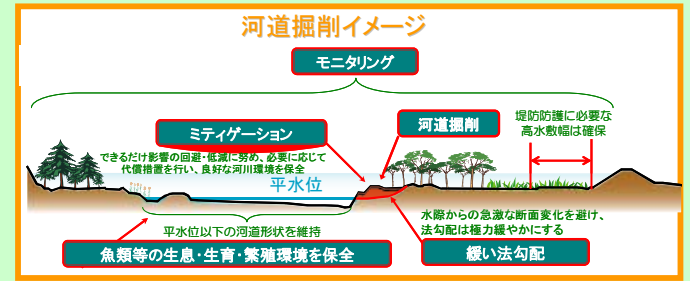 河道掘削イメージ
モニタリング
ミティゲーション
できるだけ影響の回避・低減に努め、必要に応じて
代償措置を行い、良好な河川環境を保全
河道掘削
堤防防護に必要な
高水敷幅は確保
平水位
平水位以下の河道形状を維持
魚類等の生息・生育・繁殖環境を保全
水際からの急激な断面変化を避け、
法勾配は極力緩やかにする
緩い法勾配